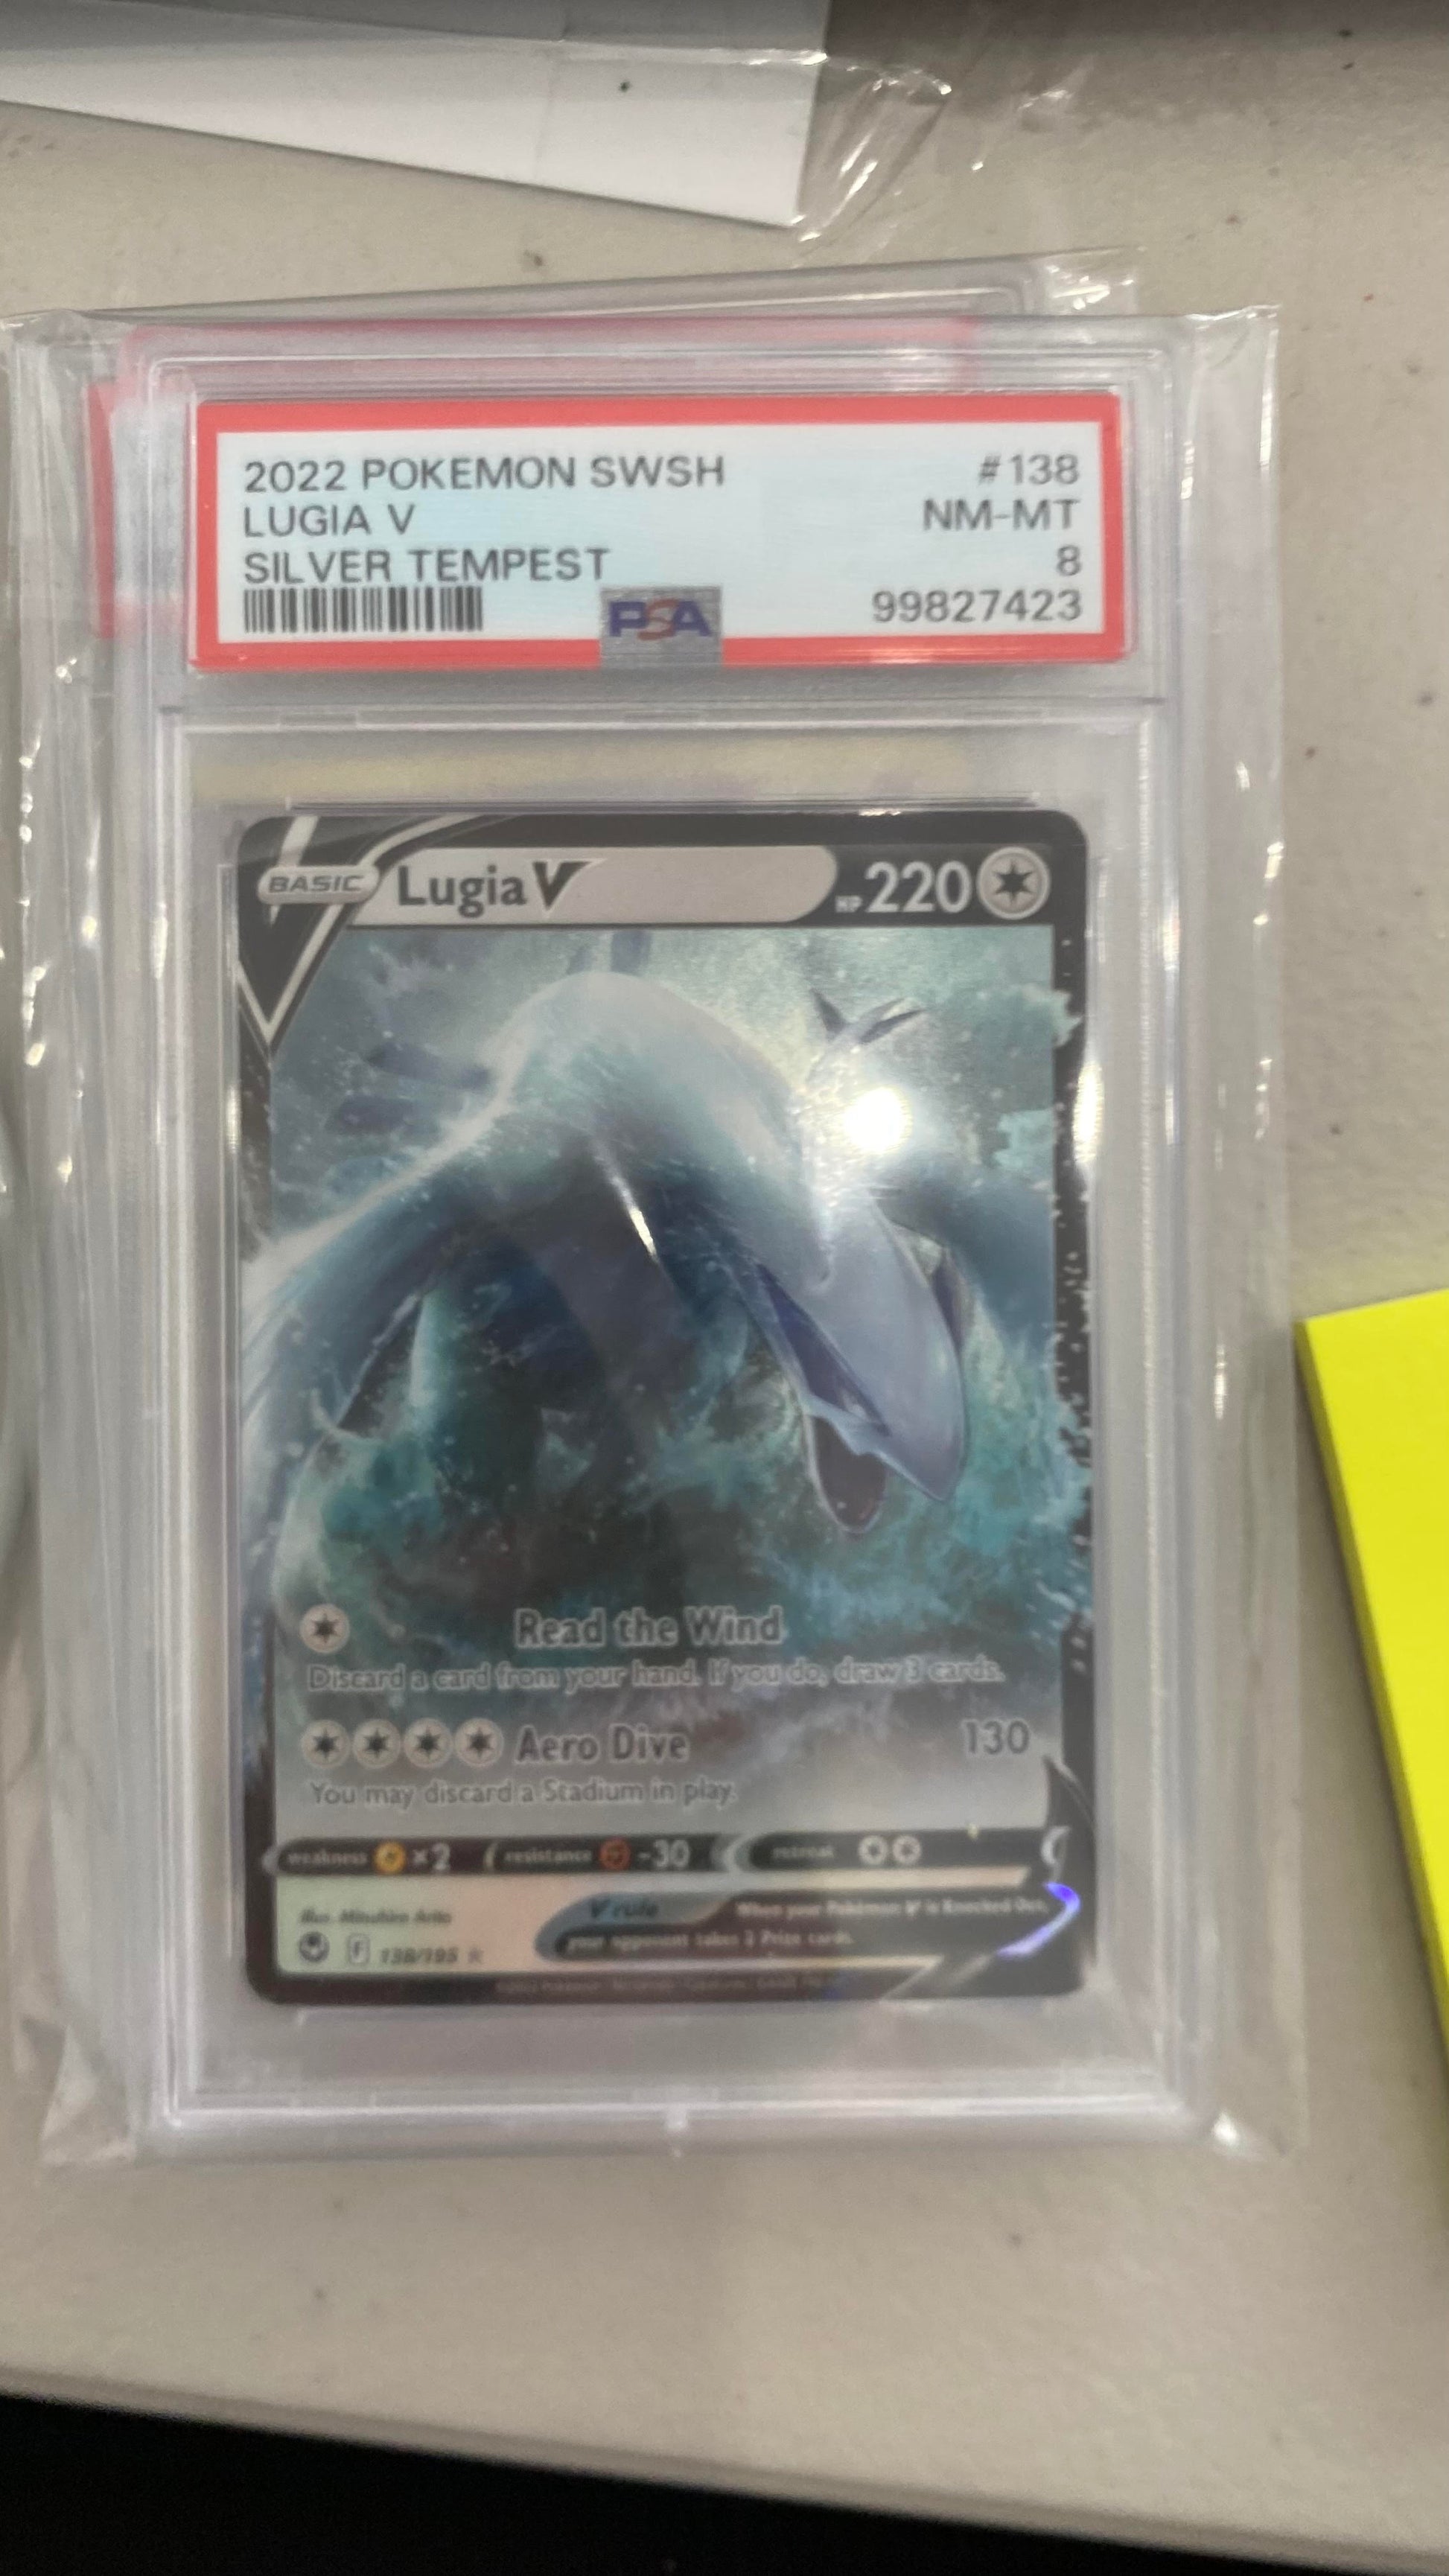 2022 POKEMON SWSH #138
LUGIA V NM-MT
SILVER TEMPEST 8
PSA 99827423
BASIC Lugia V HP 220
Read the Wind
Discard a card from your hand. If you do, draw 3 cards.
Aero Dive 130
You may discard a Stadium in play.
weakness ×2 resistance -30 retreat
Illus. Mitsuhiro Arita
V rule When your Pokémon V is Knocked Out,
your opponent takes 2 Prize cards.
F 138/195